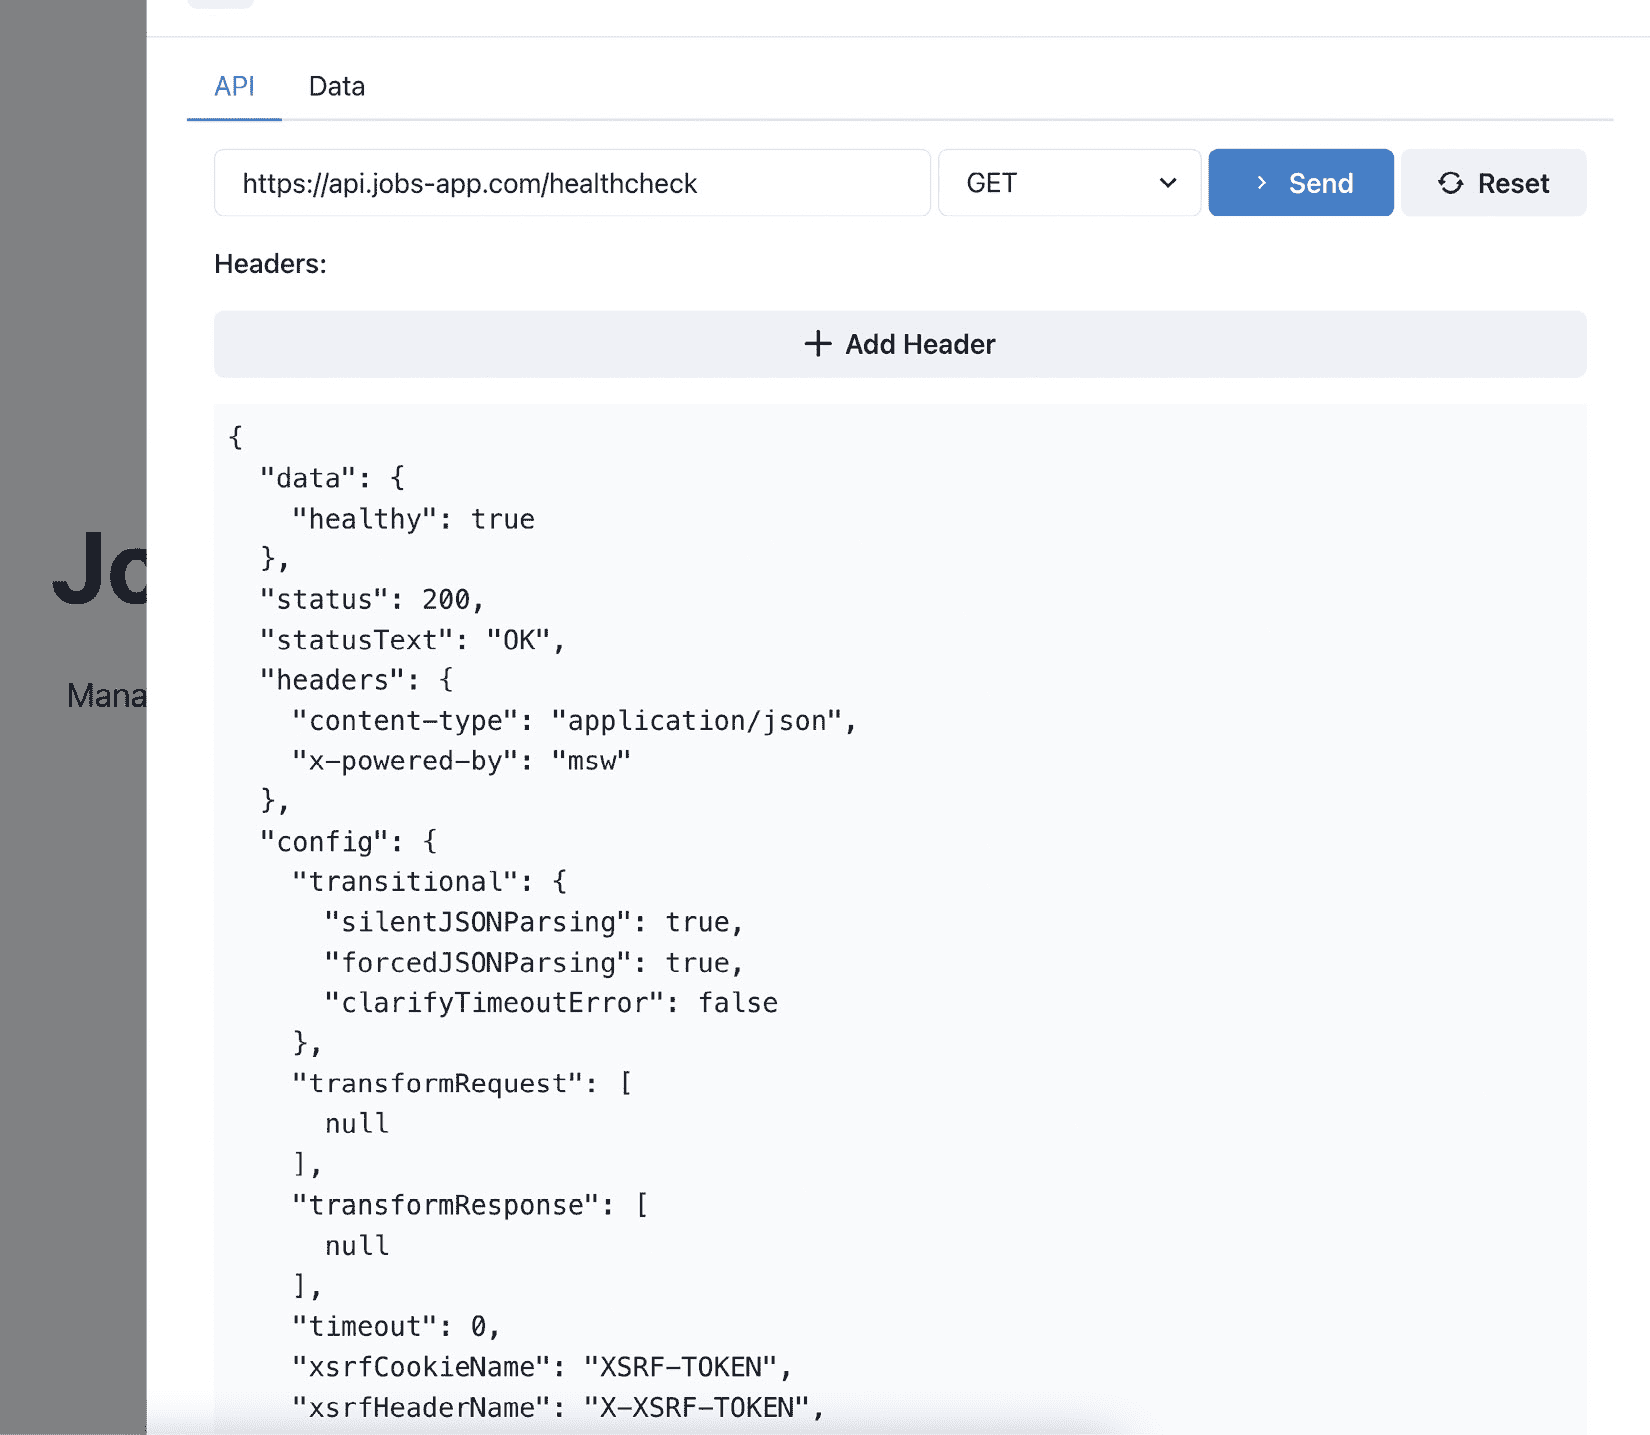 API Data
https://api.jobs-app.com/healthcheck GET Send Reset
Headers:
Add Header
{
"data": {
"healthy": true
},
"status": 200,
"statusText": "OK",
"headers": {
"content-type": "application/json",
"x-powered-by": "msw"
},
"config": {
"transitional": {
"silentJSONParsing": true,
"forcedJSONParsing": true,
"clarifyTimeoutError": false
},
"transformRequest": [
null
],
"transformResponse": [
null
],
"timeout": 0,
"xsrfCookieName": "XSRF-TOKEN",
"xsrfHeaderName": "X-XSRF-TOKEN",
Jo
Mana